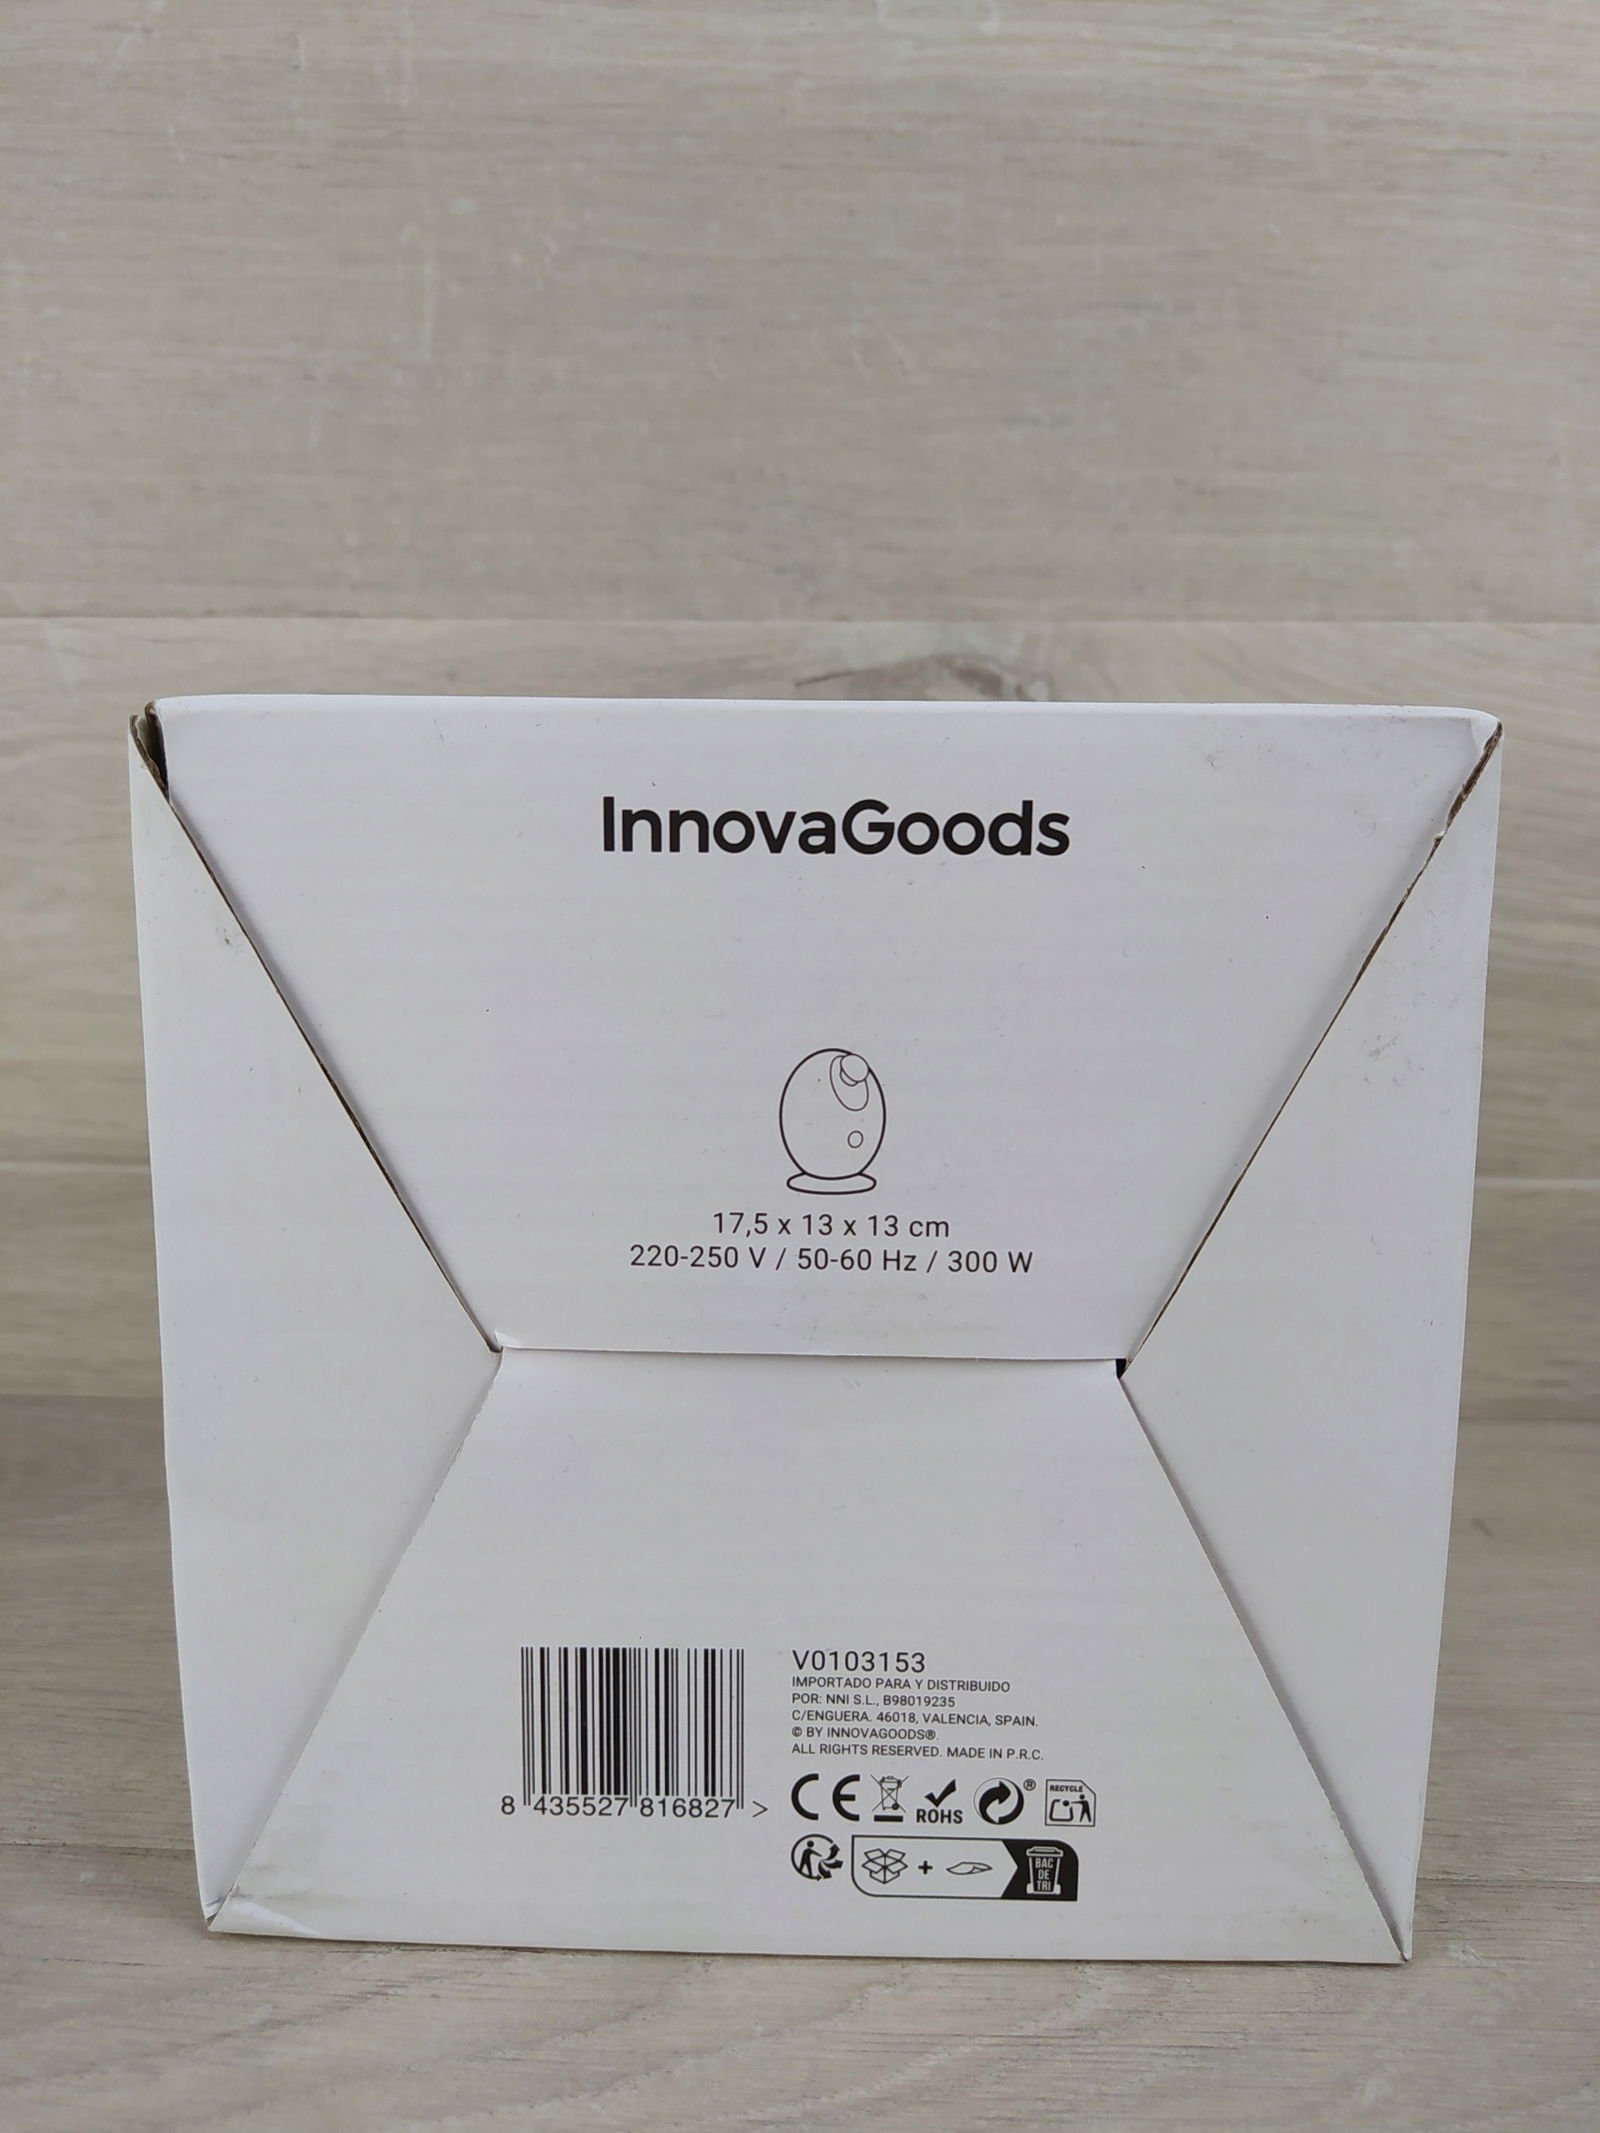 InnovaGoods
17,5 x 13 x 13 cm
220-250 V / 50-60 Hz / 300 W
V0103153
IMPORTADO PARA Y DISTRIBUIDO
POR: NNI S.L., B98019235
C/ENGUERA. 46018, VALENCIA, SPAIN.
© BY INNOVAGOODS®.
ALL RIGHTS RESERVED. MADE IN P.R.C.
8 435527 816827 >
CE
ROHS
®
RECYCLE
+
BAC
DE
TRI